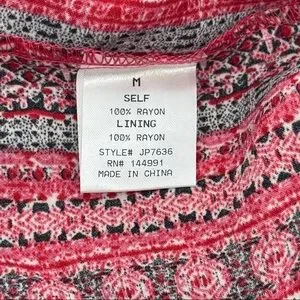 M
SELF
100% RAYON
LINING
100% RAYON
STYLE# JP7636
RN# 144991
MADE IN CHINA